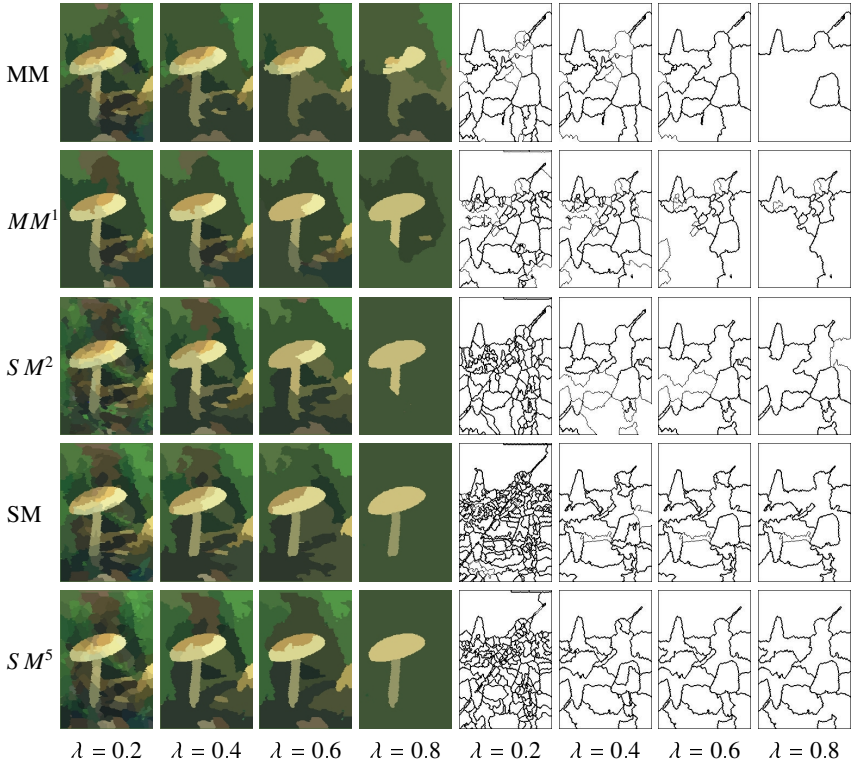 MM
MM¹
SM²
SM
SM⁵
λ = 0.2 λ = 0.4 λ = 0.6 λ = 0.8 λ = 0.2 λ = 0.4 λ = 0.6 λ = 0.8